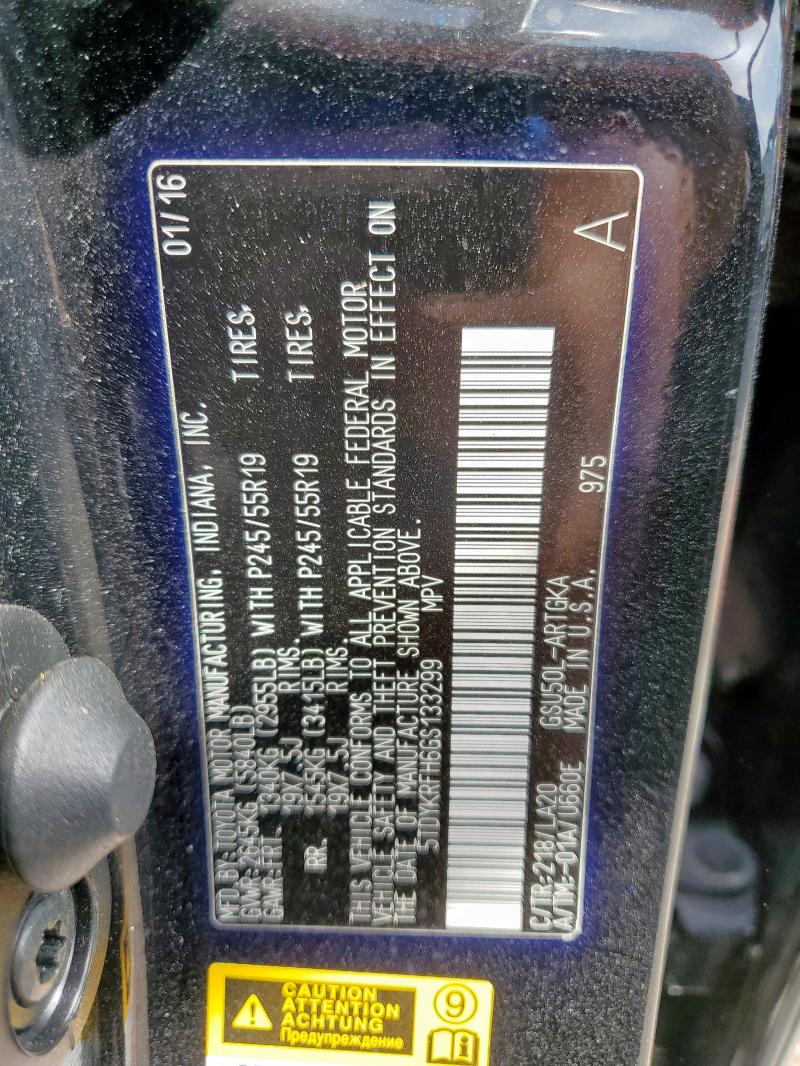 MFD.BY: TOYOTA MOTOR MANUFACTURING, INDIANA, INC. 01/16
GVWR:2645KG (5840LB)
GAWR:FRT. 1340KG (2955LB) WITH P245/55R19 TIRES,
19X7.5J RIMS.
RR. 1545KG (3415LB) WITH P245/55R19 TIRES,
19X7.5J RIMS.
THIS VEHICLE CONFORMS TO ALL APPLICABLE FEDERAL MOTOR
VEHICLE SAFETY AND THEFT PREVENTION STANDARDS IN EFFECT ON
THE DATE OF MANUFACTURE SHOWN ABOVE.
5TDYKRFH6GS133299 MPV
C/TR:218/LA20 GSU50L-ARTGKA
A/TM:-01A/U660E MADE IN U.S.A. 975
A
CAUTION
ATTENTION
ACHTUNG
Предупреждение
9